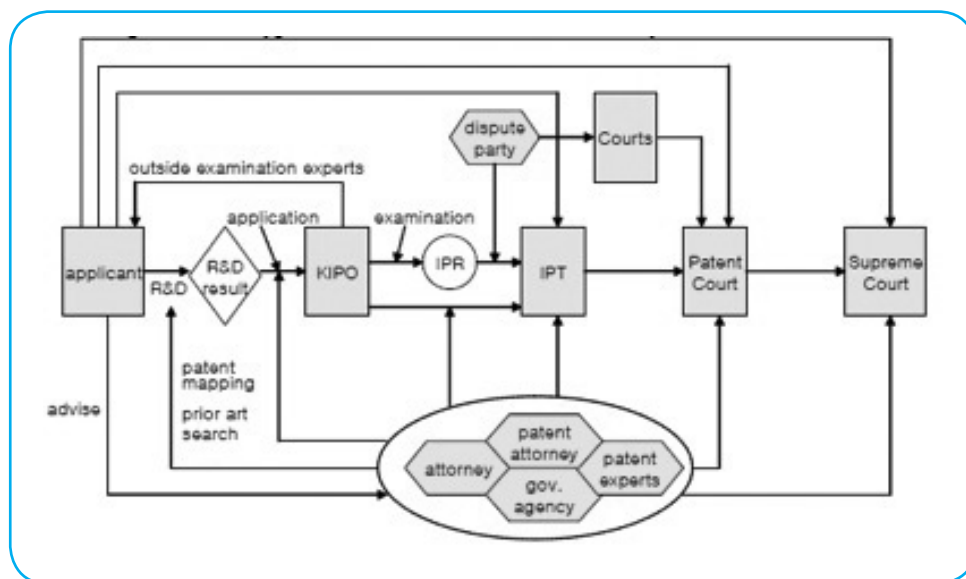 dispute
party
Courts
outside examination experts
application
examination
applicant
R&D
R&D
result
KIPO
IPR
IPT
Patent
Court
Supreme
Court
patent
mapping
prior art
search
advise
attorney
patent
attorney
gov.
agency
patent
experts